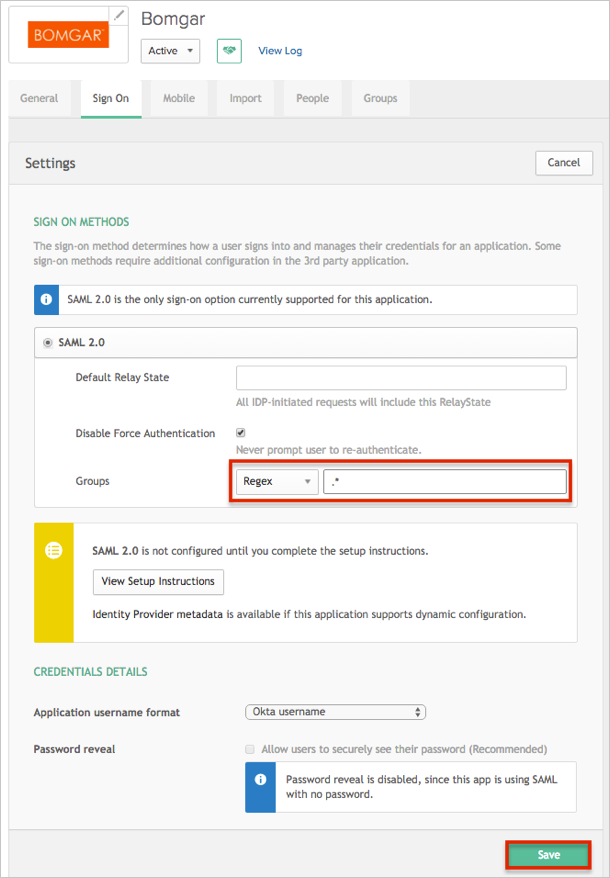 BOMGAR
Bomgar
Active
View Log
General
Sign On
Mobile
Import
People
Groups
Settings
Cancel
SIGN ON METHODS
The sign-on method determines how a user signs into and manages their credentials for an application. Some
sign-on methods require additional configuration in the 3rd party application.
SAML 2.0 is the only sign-on option currently supported for this application.
SAML 2.0
Default Relay State
All IDP-initiated requests will include this RelayState
Disable Force Authentication
Never prompt user to re-authenticate.
Groups
Regex
.*
SAML 2.0 is not configured until you complete the setup instructions.
View Setup Instructions
Identity Provider metadata is available if this application supports dynamic configuration.
CREDENTIALS DETAILS
Application username format
Okta username
Password reveal
Allow users to securely see their password (Recommended)
Password reveal is disabled, since this app is using SAML
with no password.
Save